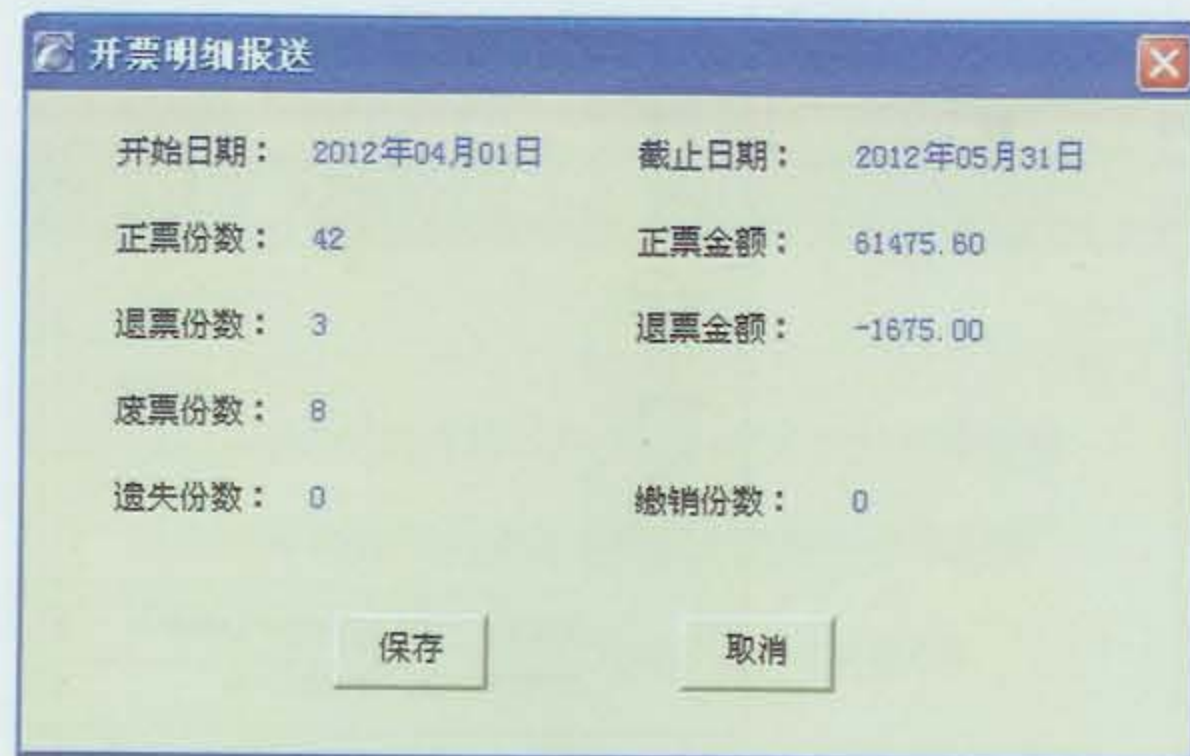 开票明细报送
开始日期： 2012年04月01日 截止日期： 2012年05月31日
正票份数： 42 正票金额： 61475.60
退票份数： 3 退票金额： -1675.00
废票份数： 8
遗失份数： 0 缴销份数： 0
保存 取消